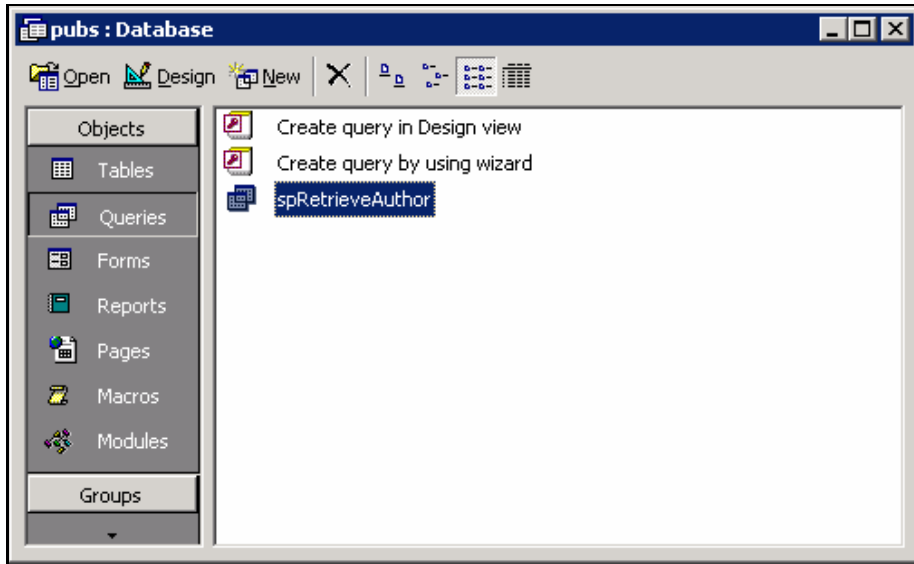 pubs : Database
Open Design New
Objects
Tables
Queries
Forms
Reports
Pages
Macros
Modules
Groups
Create query in Design view
Create query by using wizard
spRetrieveAuthor